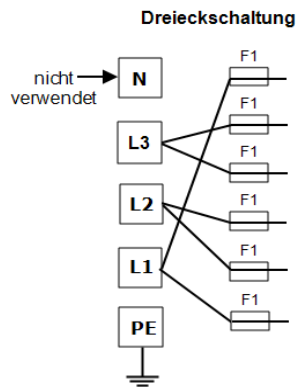 Dreieckschaltung
F1
nicht
verwendet
N
F1
L3
F1
F1
L2
F1
L1
F1
PE